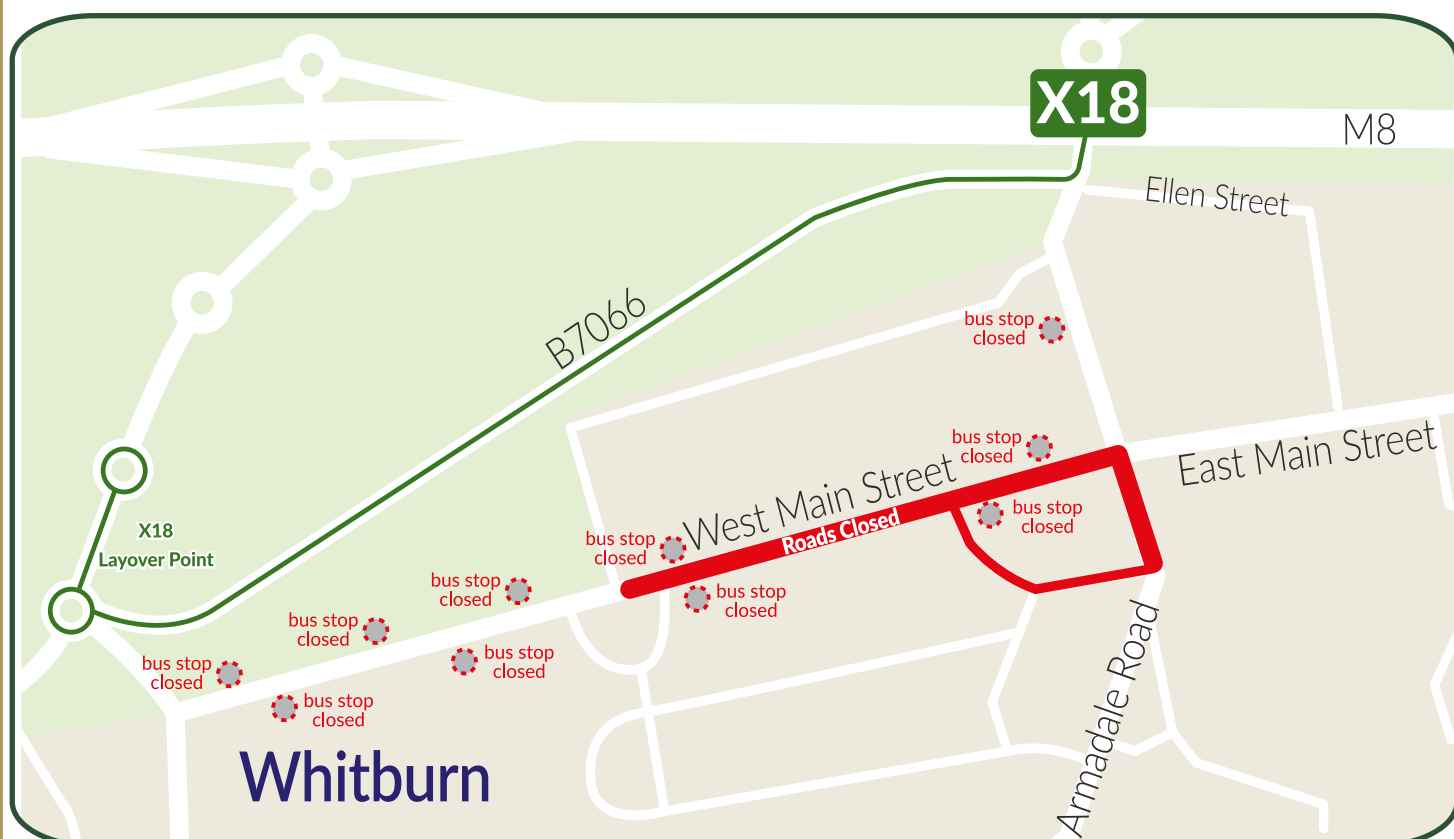 X18
M8
Ellen Street
B7066
bus stop
closed
bus stop
closed
East Main Street
West Main Street
Roads Closed
bus stop
closed
X18
Layover Point
bus stop
closed
bus stop
closed
bus stop
closed
bus stop
closed
bus stop
closed
bus stop
closed
bus stop
closed
Armadale Road
Whitburn